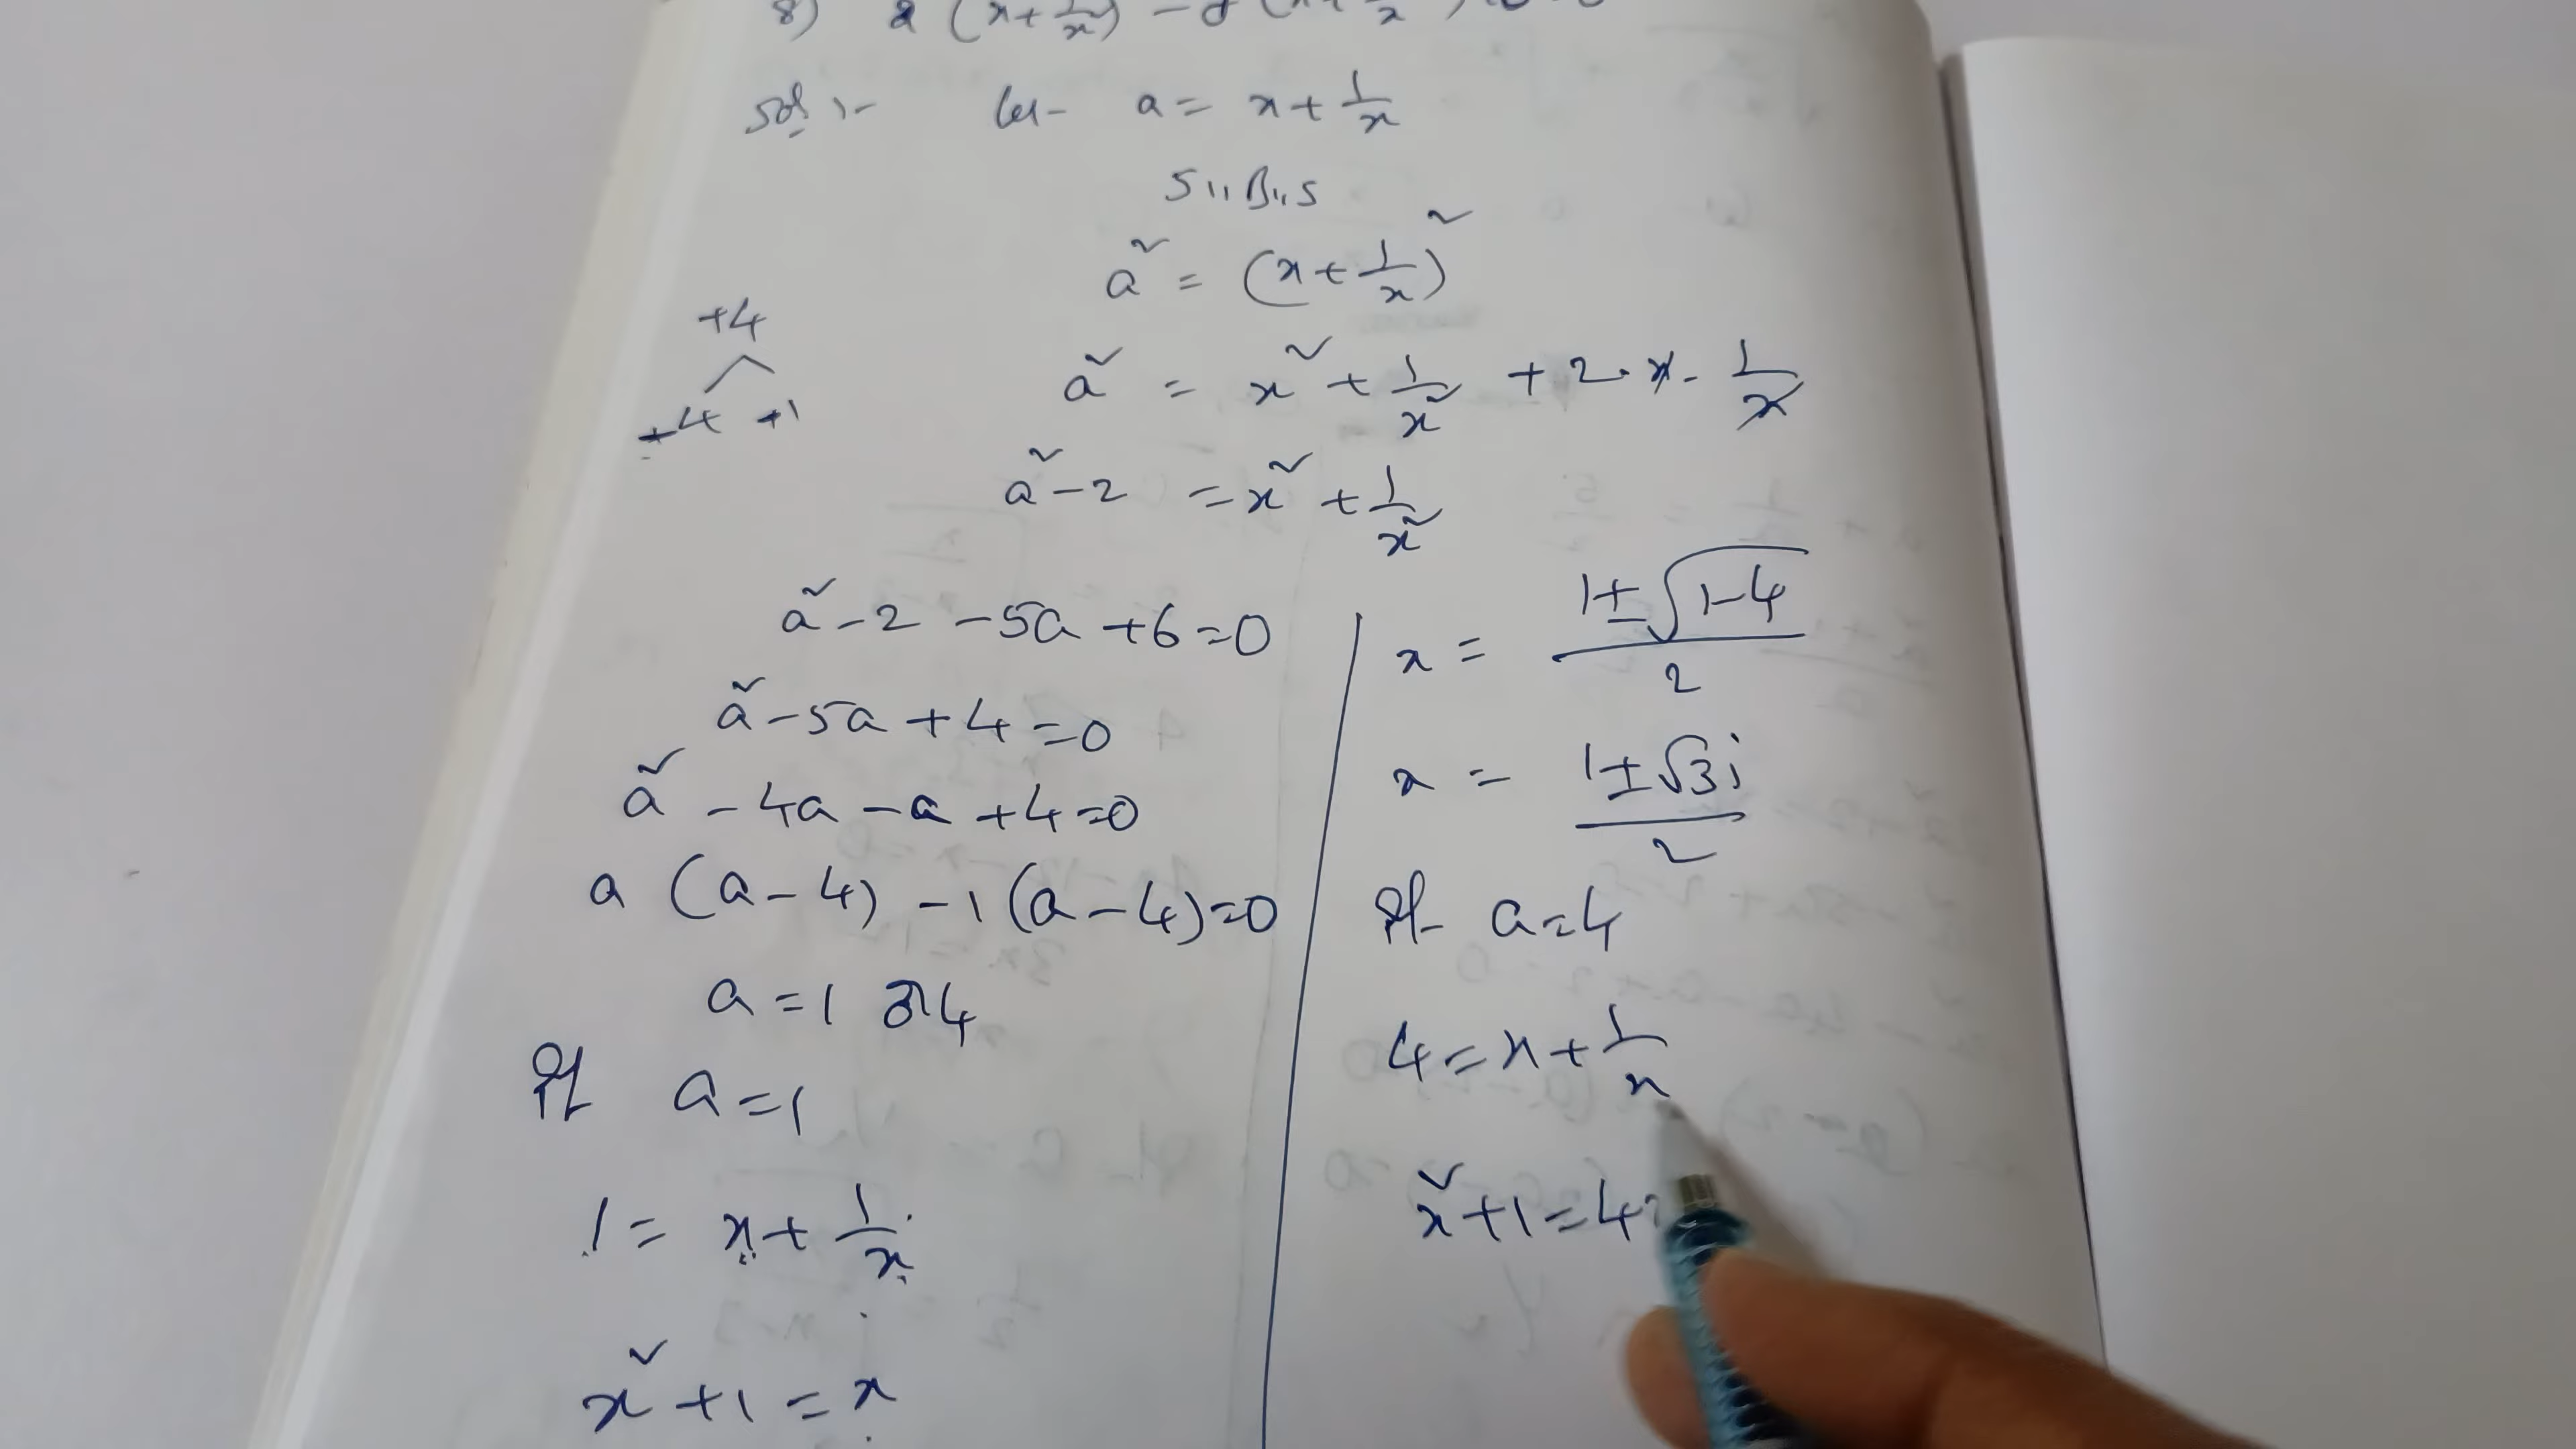 8) (x+1/x) -
Sol :- let a = x + 1/x
S.. B.. S
a² = (x + 1/x)²
a² = x² + 1/x² + 2 · x · 1/x
a² - 2 = x² + 1/x²
+4
-4 +1
a² - 2 - 5a + 6 = 0
a² - 5a + 4 = 0
a² - 4a - a + 4 = 0
a (a - 4) - 1 (a - 4) = 0
a = 1 or 4
If a = 1
1 = x + 1/x
x² + 1 = x
x = (1 ± √(1-4))/2
x = (1 ± √3 i)/2
If a = 4
4 = x + 1/x
x² + 1 = 4